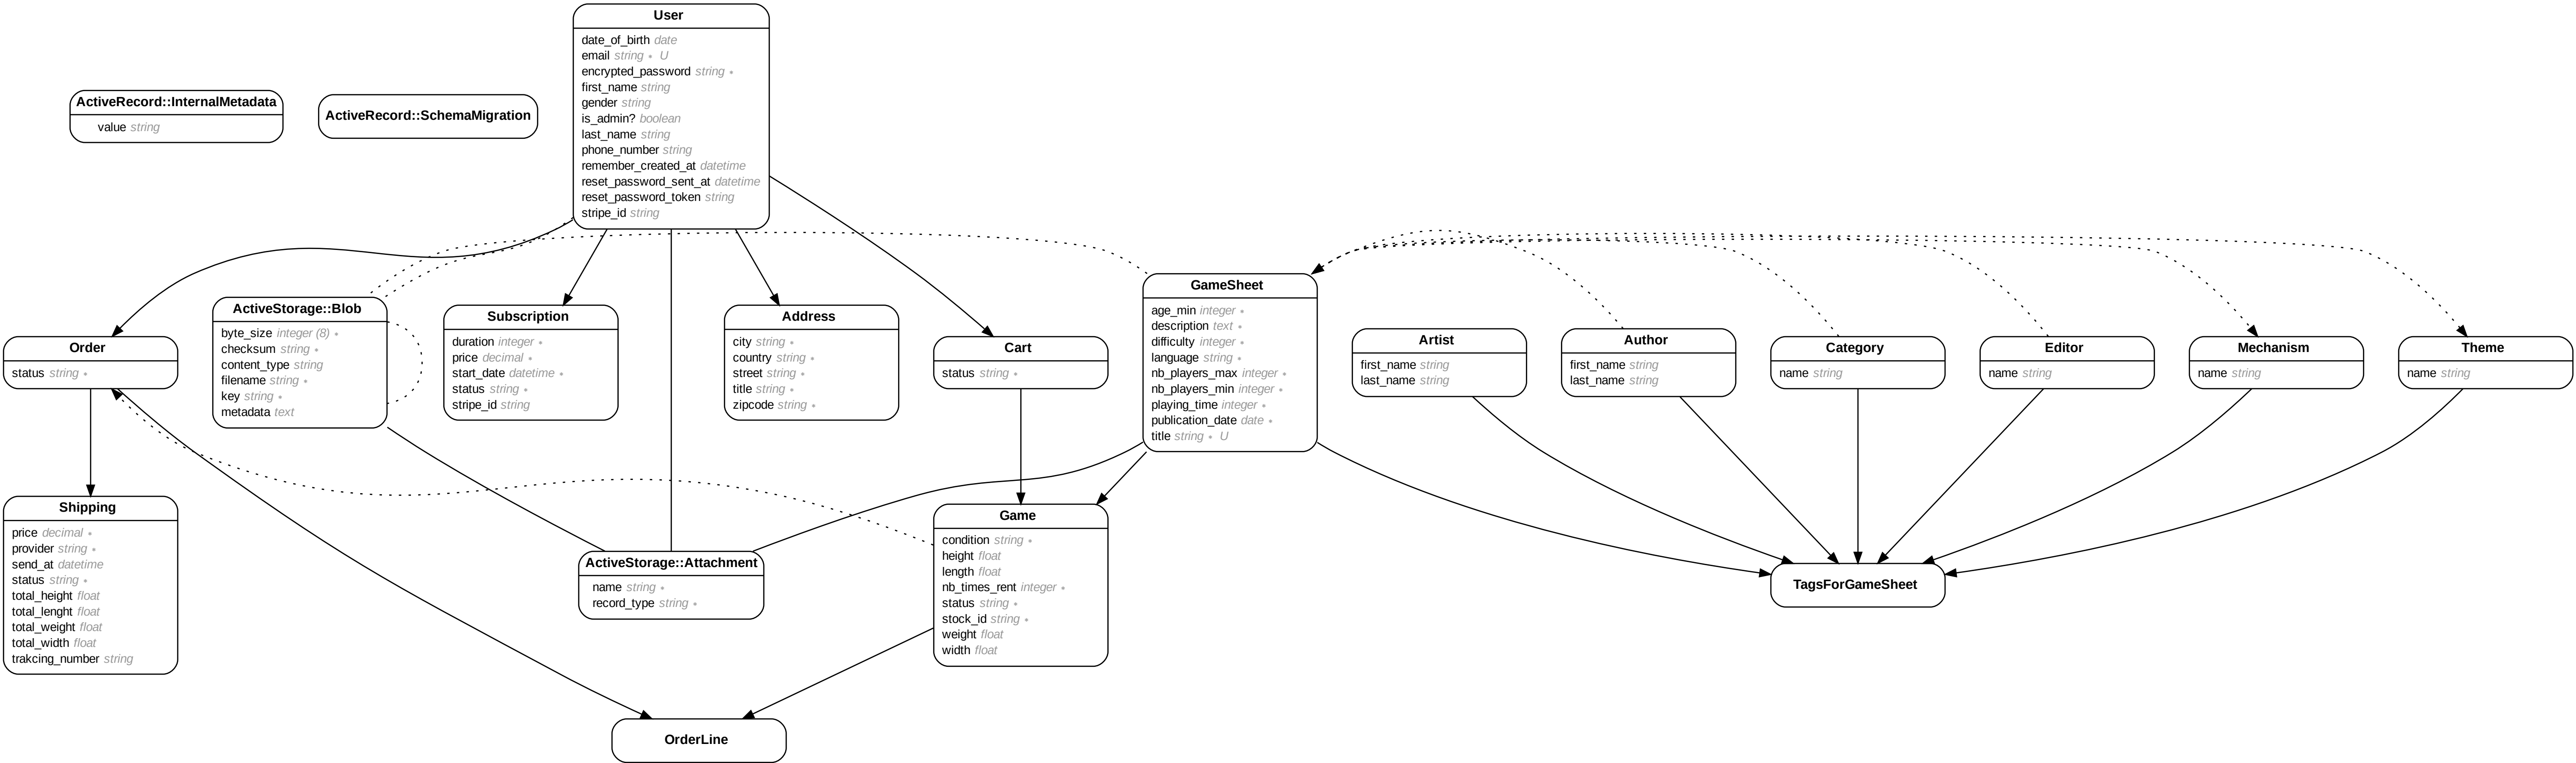 User
date_of_birth date
email string ∗ U
encrypted_password string ∗
first_name string
gender string
is_admin? boolean
last_name string
phone_number string
remember_created_at datetime
reset_password_sent_at datetime
reset_password_token string
stripe_id string
ActiveRecord::InternalMetadata
value string
ActiveRecord::SchemaMigration
Order
status string ∗
ActiveStorage::Blob
byte_size integer (8) ∗
checksum string ∗
content_type string
filename string ∗
key string ∗
metadata text
Subscription
duration integer ∗
price decimal ∗
start_date datetime ∗
status string ∗
stripe_id string
Address
city string ∗
country string ∗
street string ∗
title string ∗
zipcode string ∗
Cart
status string ∗
GameSheet
age_min integer ∗
description text ∗
difficulty integer ∗
language string ∗
nb_players_max integer ∗
nb_players_min integer ∗
playing_time integer ∗
publication_date date ∗
title string ∗ U
Artist
first_name string
last_name string
Author
first_name string
last_name string
Category
name string
Editor
name string
Mechanism
name string
Theme
name string
Shipping
price decimal ∗
provider string ∗
send_at datetime
status string ∗
total_height float
total_lenght float
total_weight float
total_width float
trakcing_number string
ActiveStorage::Attachment
name string ∗
record_type string ∗
Game
condition string ∗
height float
length float
nb_times_rent integer ∗
status string ∗
stock_id string ∗
weight float
width float
TagsForGameSheet
OrderLine